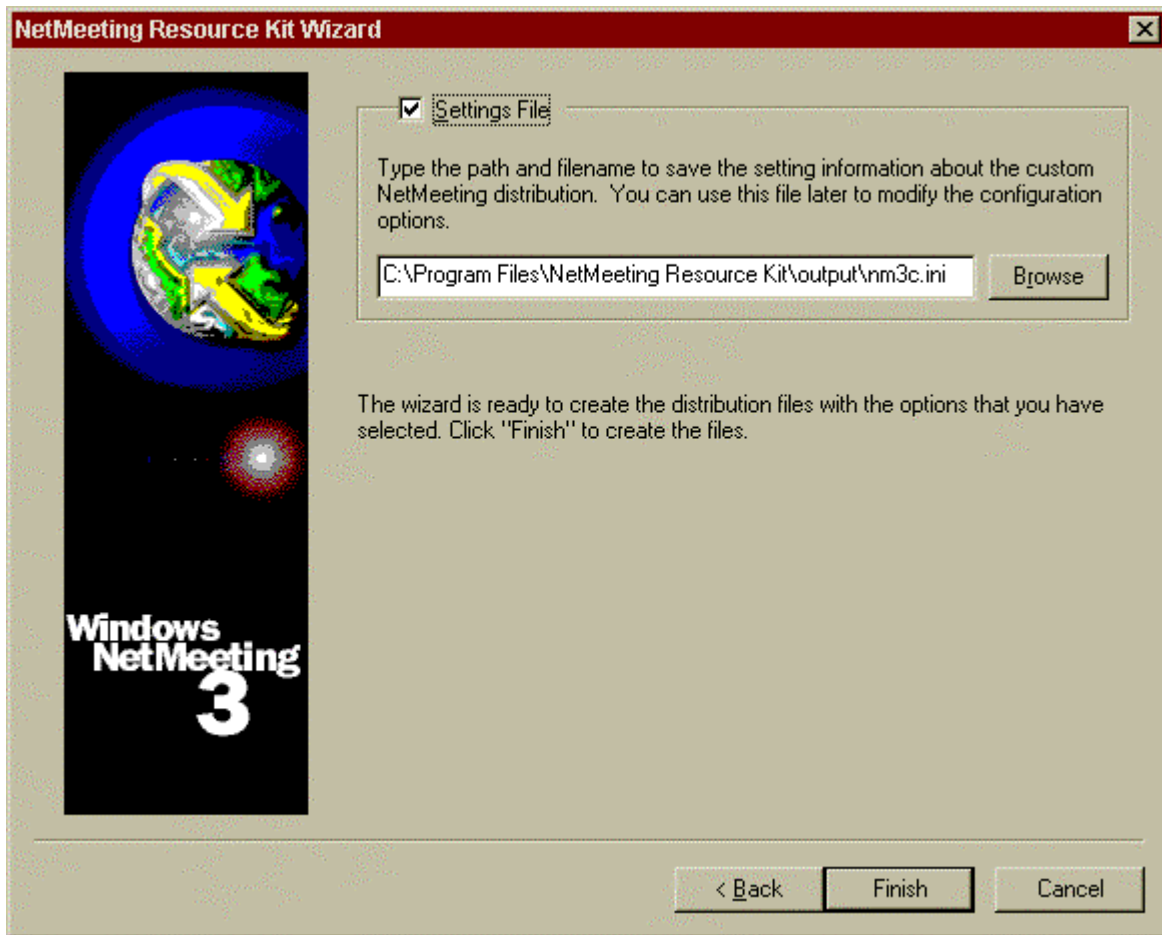 NetMeeting Resource Kit Wizard
Settings File
Type the path and filename to save the setting information about the custom
NetMeeting distribution.  You can use this file later to modify the configuration
options.
C:\Program Files\NetMeeting Resource Kit\output\nm3c.ini
Browse
The wizard is ready to create the distribution files with the options that you have
selected. Click "Finish" to create the files.
Windows
NetMeeting
3
< Back
Finish
Cancel